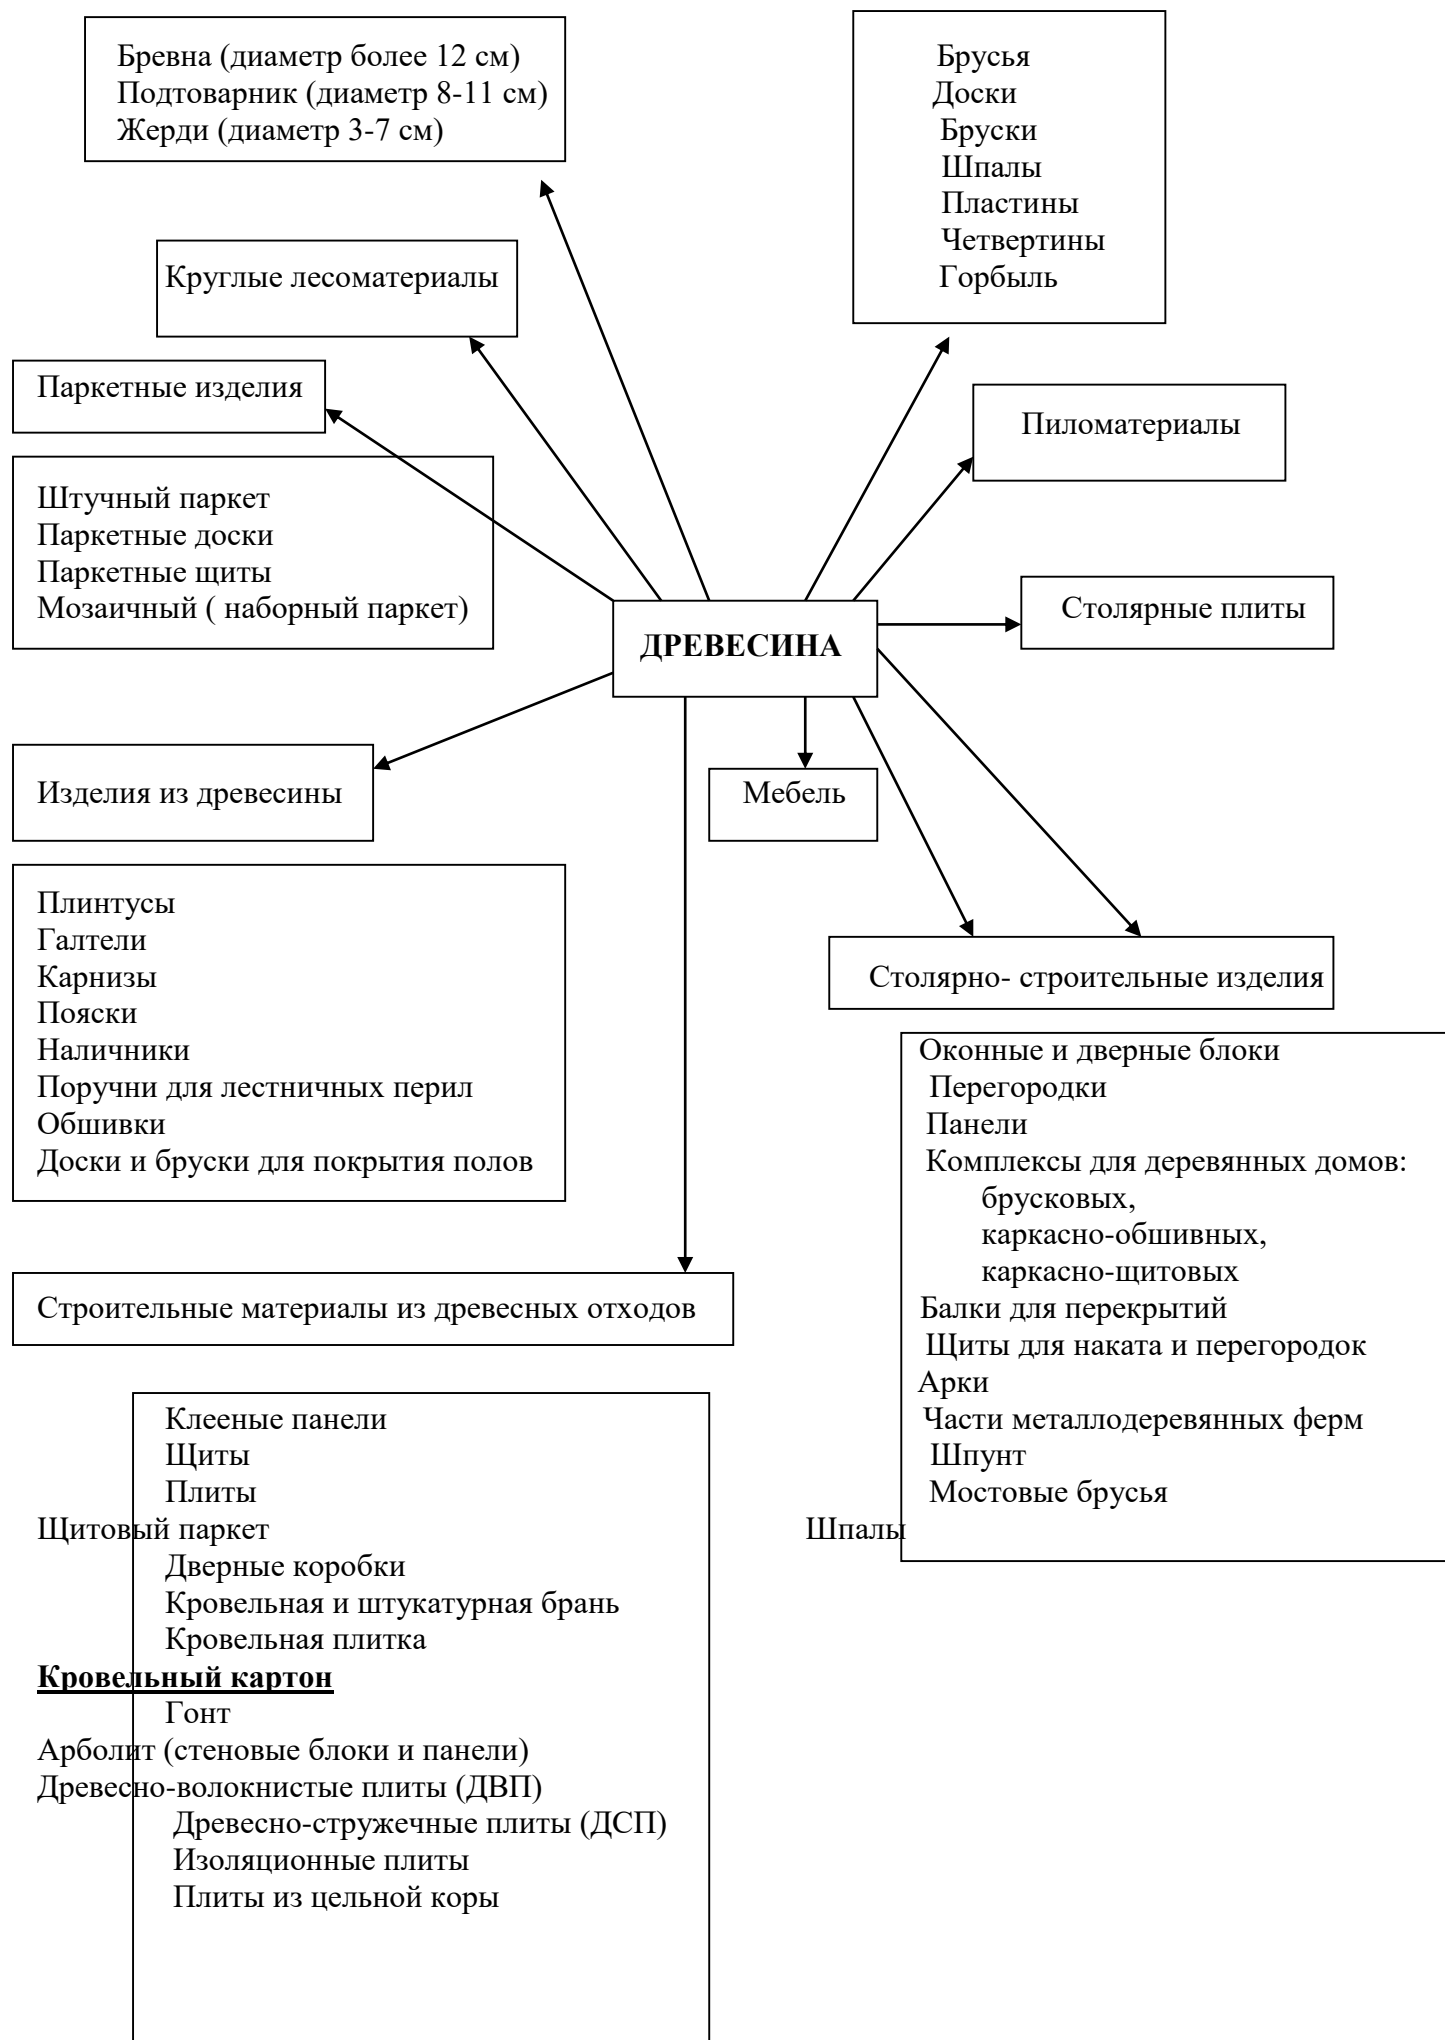 Бревна (диаметр более 12 см)
Подтоварник (диаметр 8-11 см)
Жерди (диаметр 3-7 см)
Брусья
Доски
Бруски
Шпалы
Пластины
Четвертины
Горбыль
Круглые лесоматериалы
Паркетные изделия
Пиломатериалы
Штучный паркет
Паркетные доски
Паркетные щиты
Мозаичный ( наборный паркет)
Столярные плиты
ДРЕВЕСИНА
Изделия из древесины
Мебель
Плинтусы
Галтели
Карнизы
Пояски
Наличники
Поручни для лестничных перил
Обшивки
Доски и бруски для покрытия полов
Столярно- строительные изделия
Оконные и дверные блоки
Перегородки
Панели
Комплексы для деревянных домов:
брусковых,
каркасно-обшивных,
каркасно-щитовых
Балки для перекрытий
Щиты для наката и перегородок
Арки
Части металлодеревянных ферм
Шпунт
Мостовые брусья
Шпалы
Строительные материалы из древесных отходов
Клееные панели
Щиты
Плиты
Щитовый паркет
Дверные коробки
Кровельная и штукатурная брань
Кровельная плитка
Кровельный картон
Гонт
Арболит (стеновые блоки и панели)
Древесно-волокнистые плиты (ДВП)
Древесно-стружечные плиты (ДСП)
Изоляционные плиты
Плиты из цельной коры